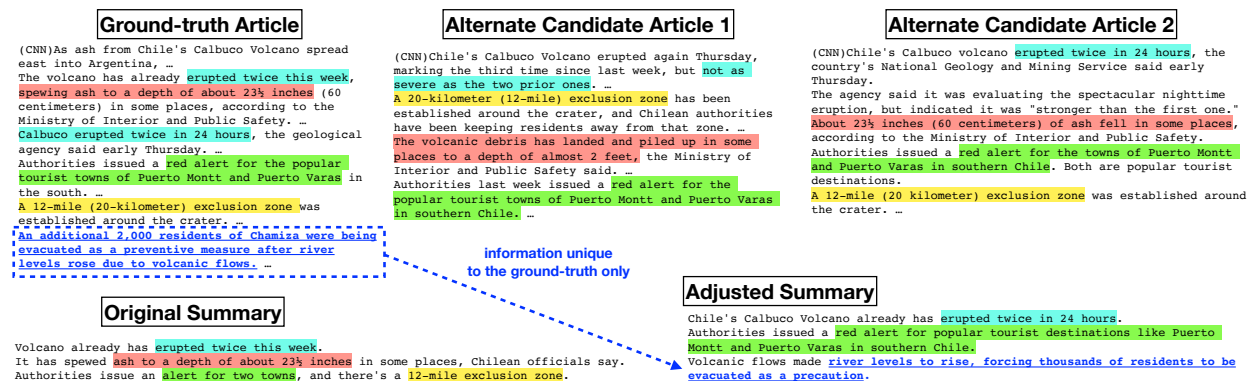 Ground-truth Article
(CNN)As ash from Chile's Calbuco Volcano spread
east into Argentina, …
The volcano has already erupted twice this week,
spewing ash to a depth of about 23½ inches (60
centimeters) in some places, according to the
Ministry of Interior and Public Safety. …
Calbuco erupted twice in 24 hours, the geological
agency said early Thursday. …
Authorities issued a red alert for the popular
tourist towns of Puerto Montt and Puerto Varas in
the south. …
A 12-mile (20-kilometer) exclusion zone was
established around the crater. …
An additional 2,000 residents of Chamiza were being
evacuated as a preventive measure after river
levels rose due to volcanic flows. …
Alternate Candidate Article 1
(CNN)Chile's Calbuco Volcano erupted again Thursday,
marking the third time since last week, but not as
severe as the two prior ones. …
A 20-kilometer (12-mile) exclusion zone has been
established around the crater, and Chilean authorities
have been keeping residents away from that zone. …
The volcanic debris has landed and piled up in some
places to a depth of almost 2 feet, the Ministry of
Interior and Public Safety said. …
Authorities last week issued a red alert for the
popular tourist towns of Puerto Montt and Puerto Varas
in southern Chile. …
Alternate Candidate Article 2
(CNN)Chile's Calbuco volcano erupted twice in 24 hours, the
country's National Geology and Mining Service said early
Thursday.
The agency said it was evaluating the spectacular nighttime
eruption, but indicated it was "stronger than the first one."
About 23½ inches (60 centimeters) of ash fell in some places,
according to the Ministry of Interior and Public Safety.
Authorities issued a red alert for the towns of Puerto Montt
and Puerto Varas in southern Chile. Both are popular tourist
destinations.
A 12-mile (20 kilometer) exclusion zone was established around
the crater. …
information unique
to the ground-truth only
Original Summary
Volcano already has erupted twice this week.
It has spewed ash to a depth of about 23½ inches in some places, Chilean officials say.
Authorities issue an alert for two towns, and there's a 12-mile exclusion zone.
Adjusted Summary
Chile's Calbuco Volcano already has erupted twice in 24 hours.
Authorities issued a red alert for popular tourist destinations like Puerto
Montt and Puerto Varas in southern Chile.
Volcanic flows made river levels to rise, forcing thousands of residents to be
evacuated as a precaution.